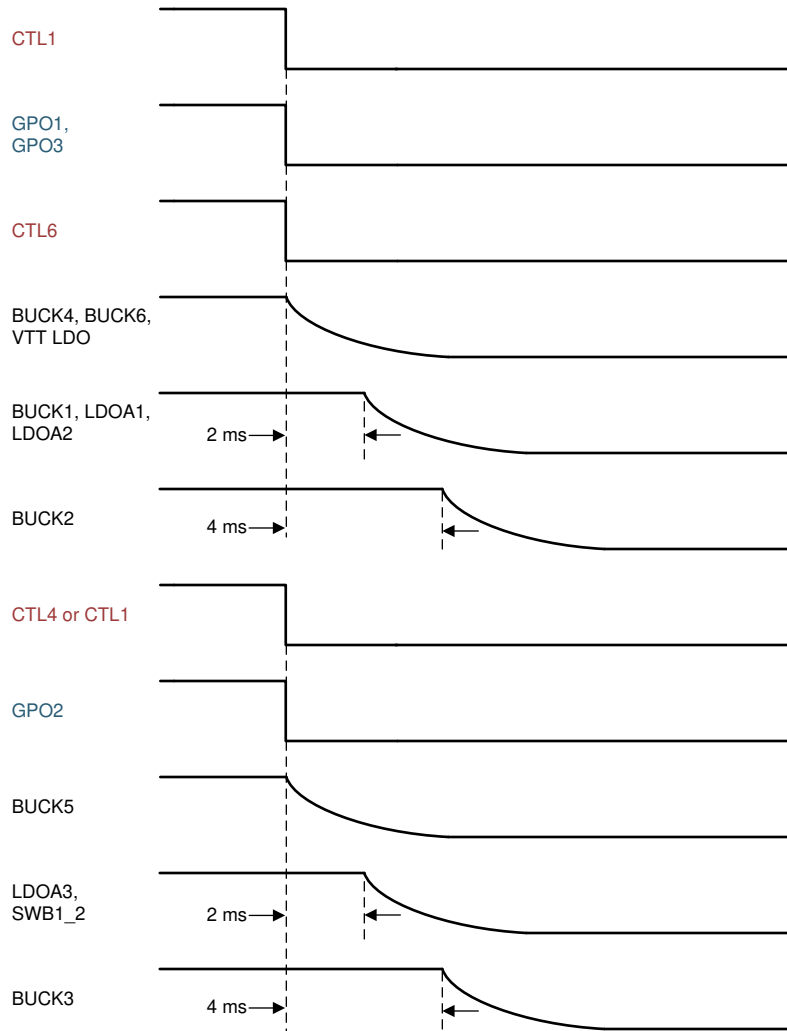 CTL1
GPO1,
GPO3
CTL6
BUCK4, BUCK6,
VTT LDO
BUCK1, LDOA1,
LDOA2
2 ms
BUCK2
4 ms
CTL4 or CTL1
GPO2
BUCK5
LDOA3,
SWB1_2
2 ms
BUCK3
4 ms